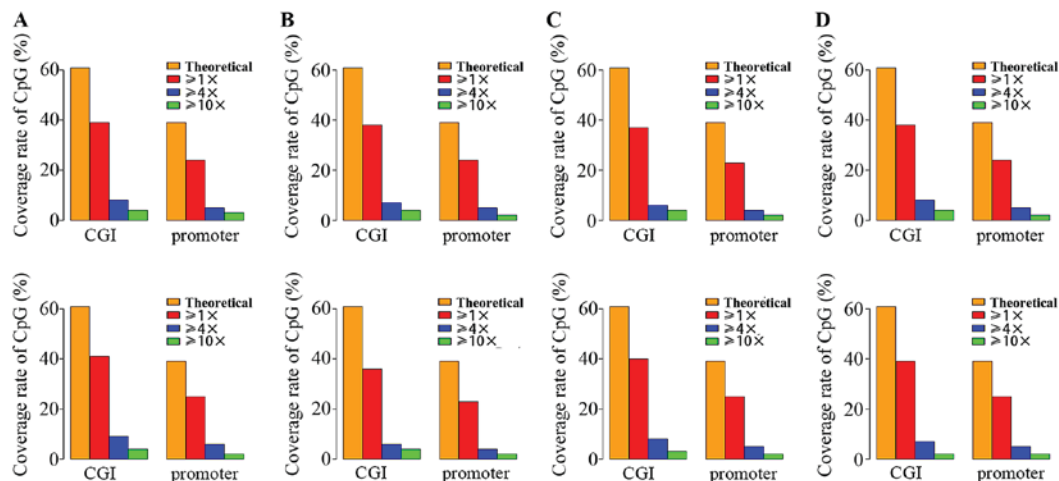 A
Coverage rate of CpG (%)
60
40
20
0
Theoretical
⩾1×
⩾4×
⩾10×
CGI
promoter
B
Coverage rate of CpG (%)
60
40
20
0
Theoretical
⩾1×
⩾4×
⩾10×
CGI
promoter
C
Coverage rate of CpG (%)
60
40
20
0
Theoretical
⩾1×
⩾4×
⩾10×
CGI
promoter
D
Coverage rate of CpG (%)
60
40
20
0
Theoretical
⩾1×
⩾4×
⩾10×
CGI
promoter
Coverage rate of CpG (%)
60
40
20
0
Theoretical
⩾1×
⩾4×
⩾10×
CGI
promoter
Coverage rate of CpG (%)
60
40
20
0
Theoretical
⩾1×
⩾4×
⩾10×
CGI
promoter
Coverage rate of CpG (%)
60
40
20
0
Theoretical
⩾1×
⩾4×
⩾10×
CGI
promoter
Coverage rate of CpG (%)
60
40
20
0
Theoretical
⩾1×
⩾4×
⩾10×
CGI
promoter